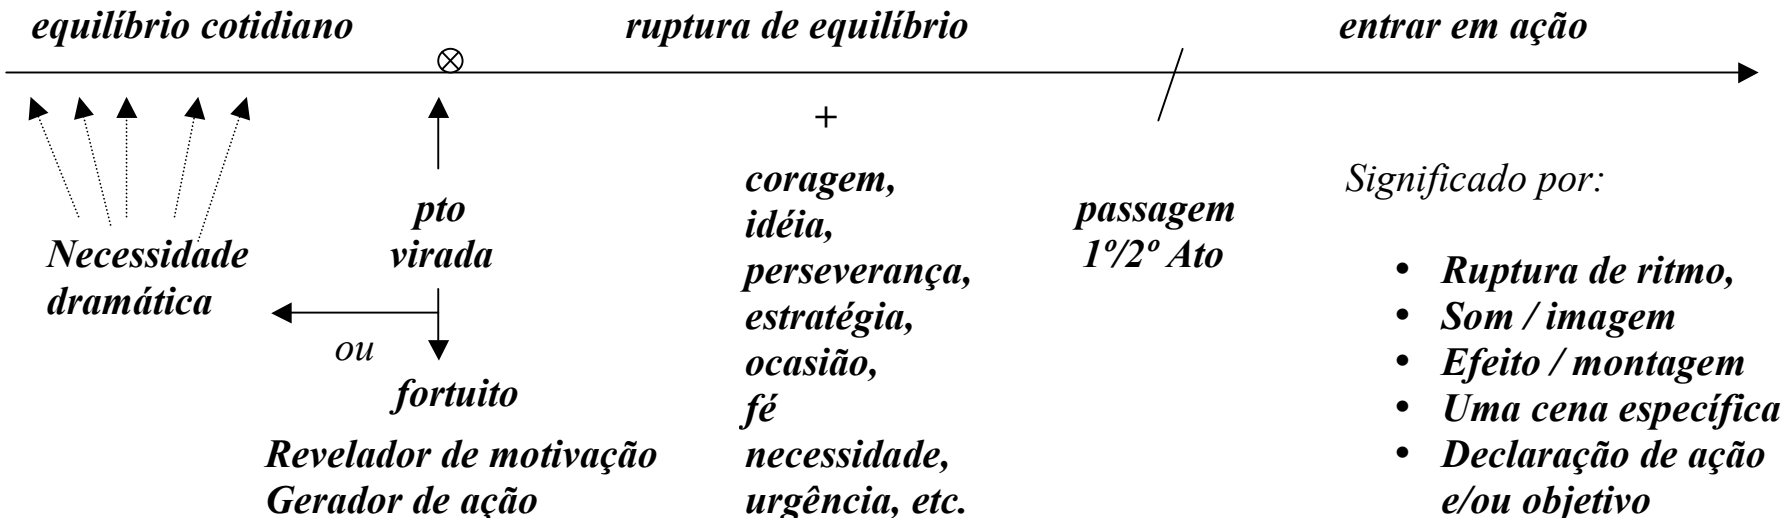 equilíbrio cotidiano
ruptura de equilíbrio
entrar em ação
+
Necessidade
dramática
pto
virada
ou
fortuito
Revelador de motivação
Gerador de ação
coragem,
idéia,
perseverança,
estratégia,
ocasião,
fé
necessidade,
urgência, etc.
passagem
1º/2º Ato
Significado por:
• Ruptura de ritmo,
• Som / imagem
• Efeito / montagem
• Uma cena específica
• Declaração de ação
e/ou objetivo